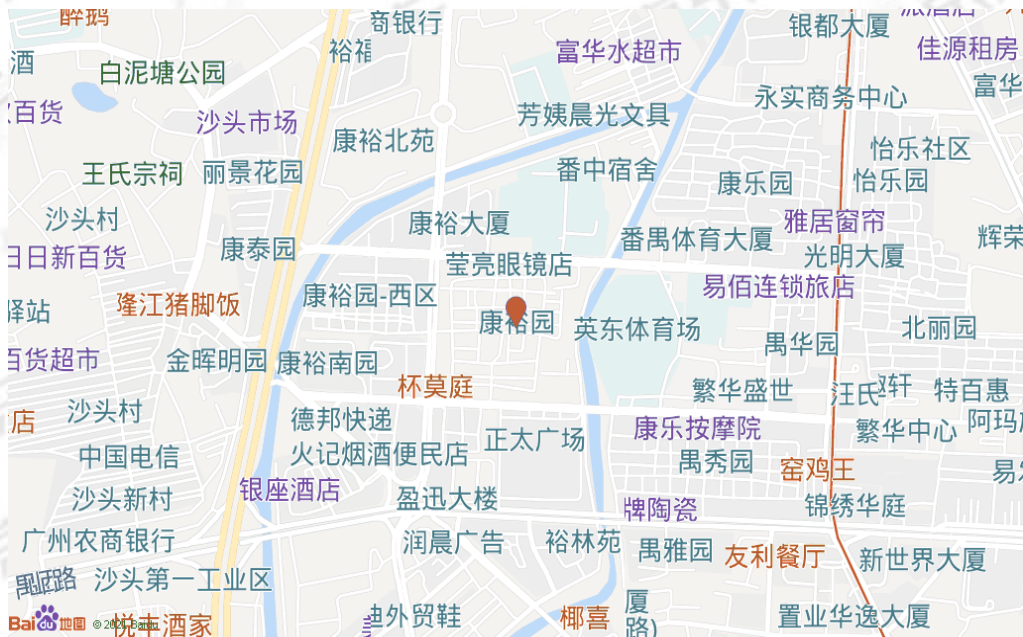 醉鹅
商银行
银都大厦
裕福
富华水超市
佳源租房
酒
白泥塘公园
富华
永实商务中心
百货
沙头市场
芳姨晨光文具
康裕北苑
怡乐社区
王氏宗祠
丽景花园
番中宿舍
康乐园
怡乐园
沙头村
康裕大厦
雅居窗帘
日日新百货
康泰园
番禺体育大厦
辉荣
莹亮眼镜店
光明大厦
易佰连锁旅店
隆江猪脚饭
康裕园-西区
驿站
康裕园
英东体育场
北丽园
禺华园
百货超市
金晖明园
康裕南园
杯莫庭
繁华盛世
汪氏
轩
特百惠
店
沙头村
德邦快递
康乐按摩院
繁华中心
阿玛
正太广场
中国电信
火记烟酒便民店
禺秀园
窑鸡王
易
银座酒店
沙头新村
盈迅大楼
牌陶瓷
锦绣华庭
广州农商银行
润晨广告
裕林苑
禺雅园
友利餐厅
新世界大厦
沙头第一工业区
悦丰酒家
外贸鞋
椰喜
厦
路)
置业华逸大厦
Bai du 地图